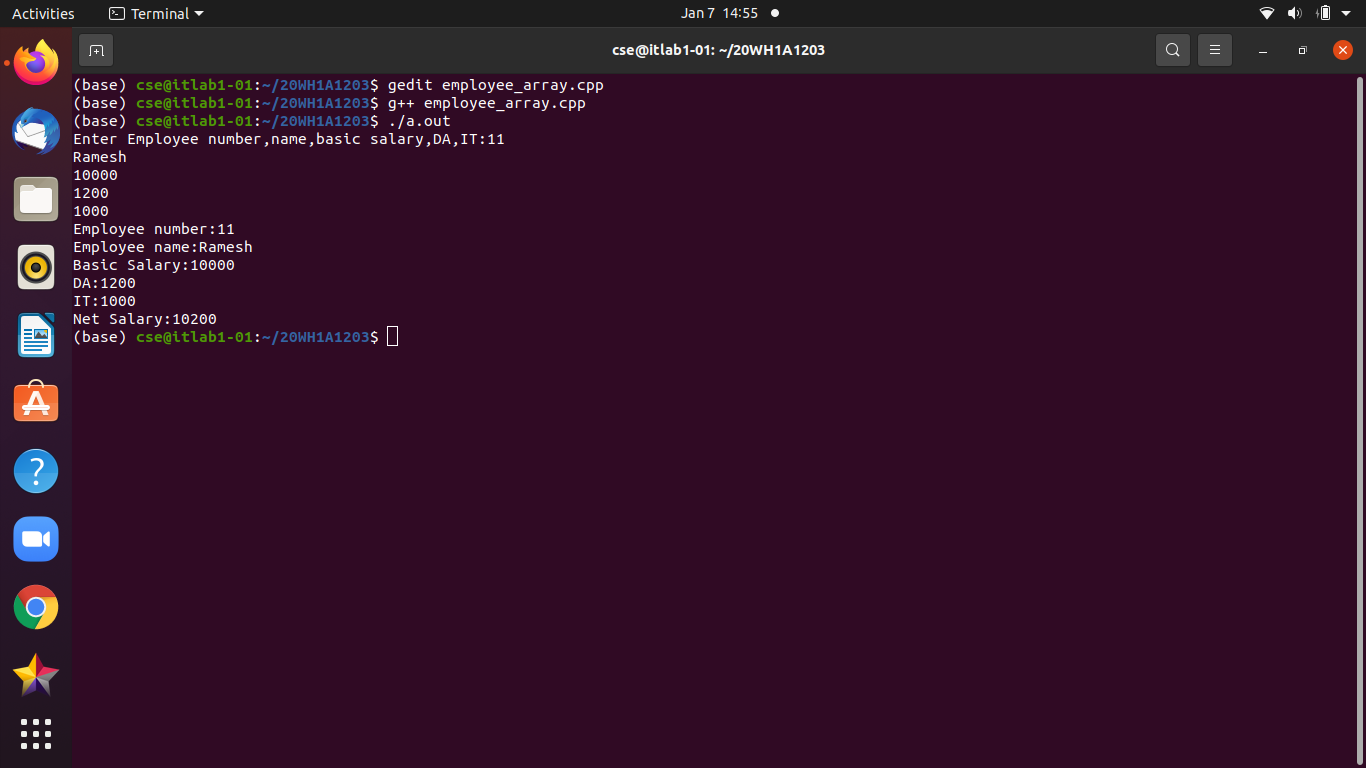 Activities Terminal Jan 7 14:55
cse@itlab1-01: ~/20WH1A1203
(base) cse@itlab1-01:~/20WH1A1203$ gedit employee_array.cpp
(base) cse@itlab1-01:~/20WH1A1203$ g++ employee_array.cpp
(base) cse@itlab1-01:~/20WH1A1203$ ./a.out
Enter Employee number,name,basic salary,DA,IT:11
Ramesh
10000
1200
1000
Employee number:11
Employee name:Ramesh
Basic Salary:10000
DA:1200
IT:1000
Net Salary:10200
(base) cse@itlab1-01:~/20WH1A1203$